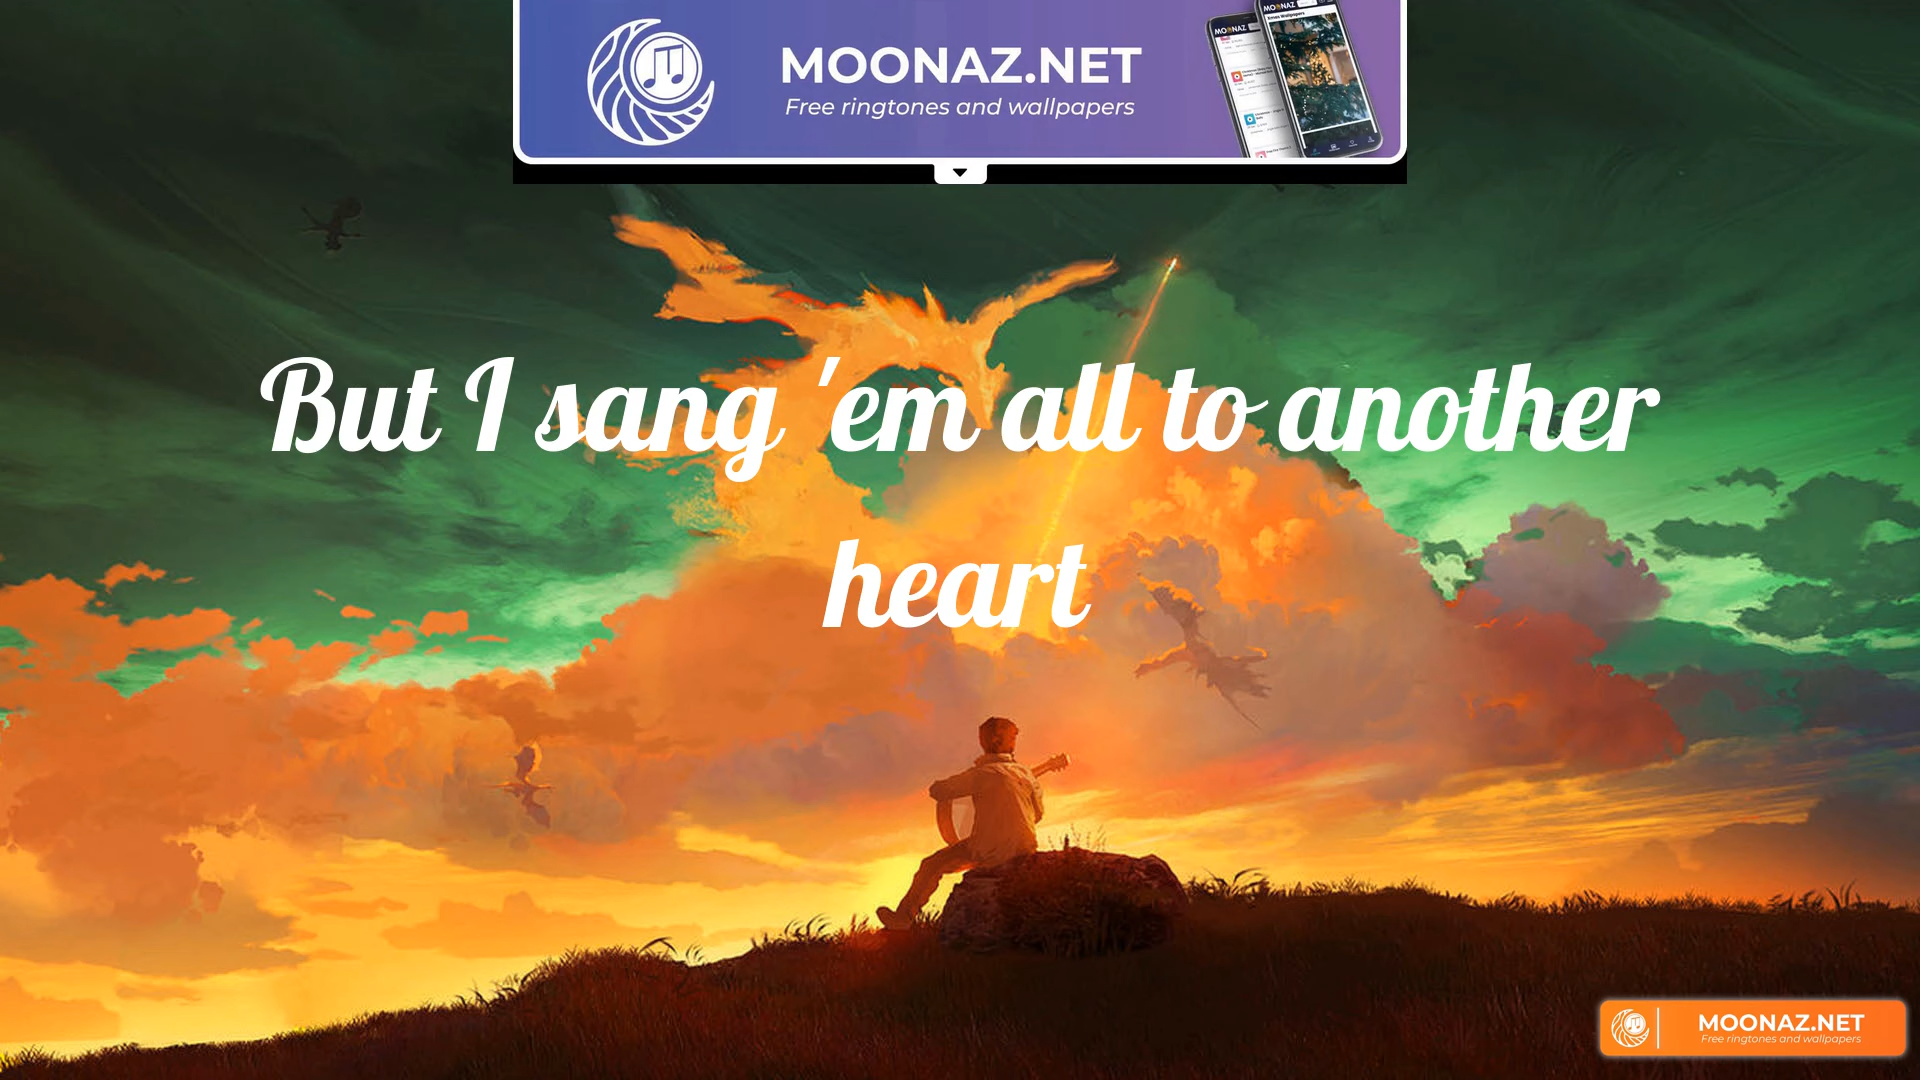 MOONAZ.NET
Free ringtones and wallpapers
But I sang 'em all to another
heart
MOONAZ.NET
Free ringtones and wallpapers